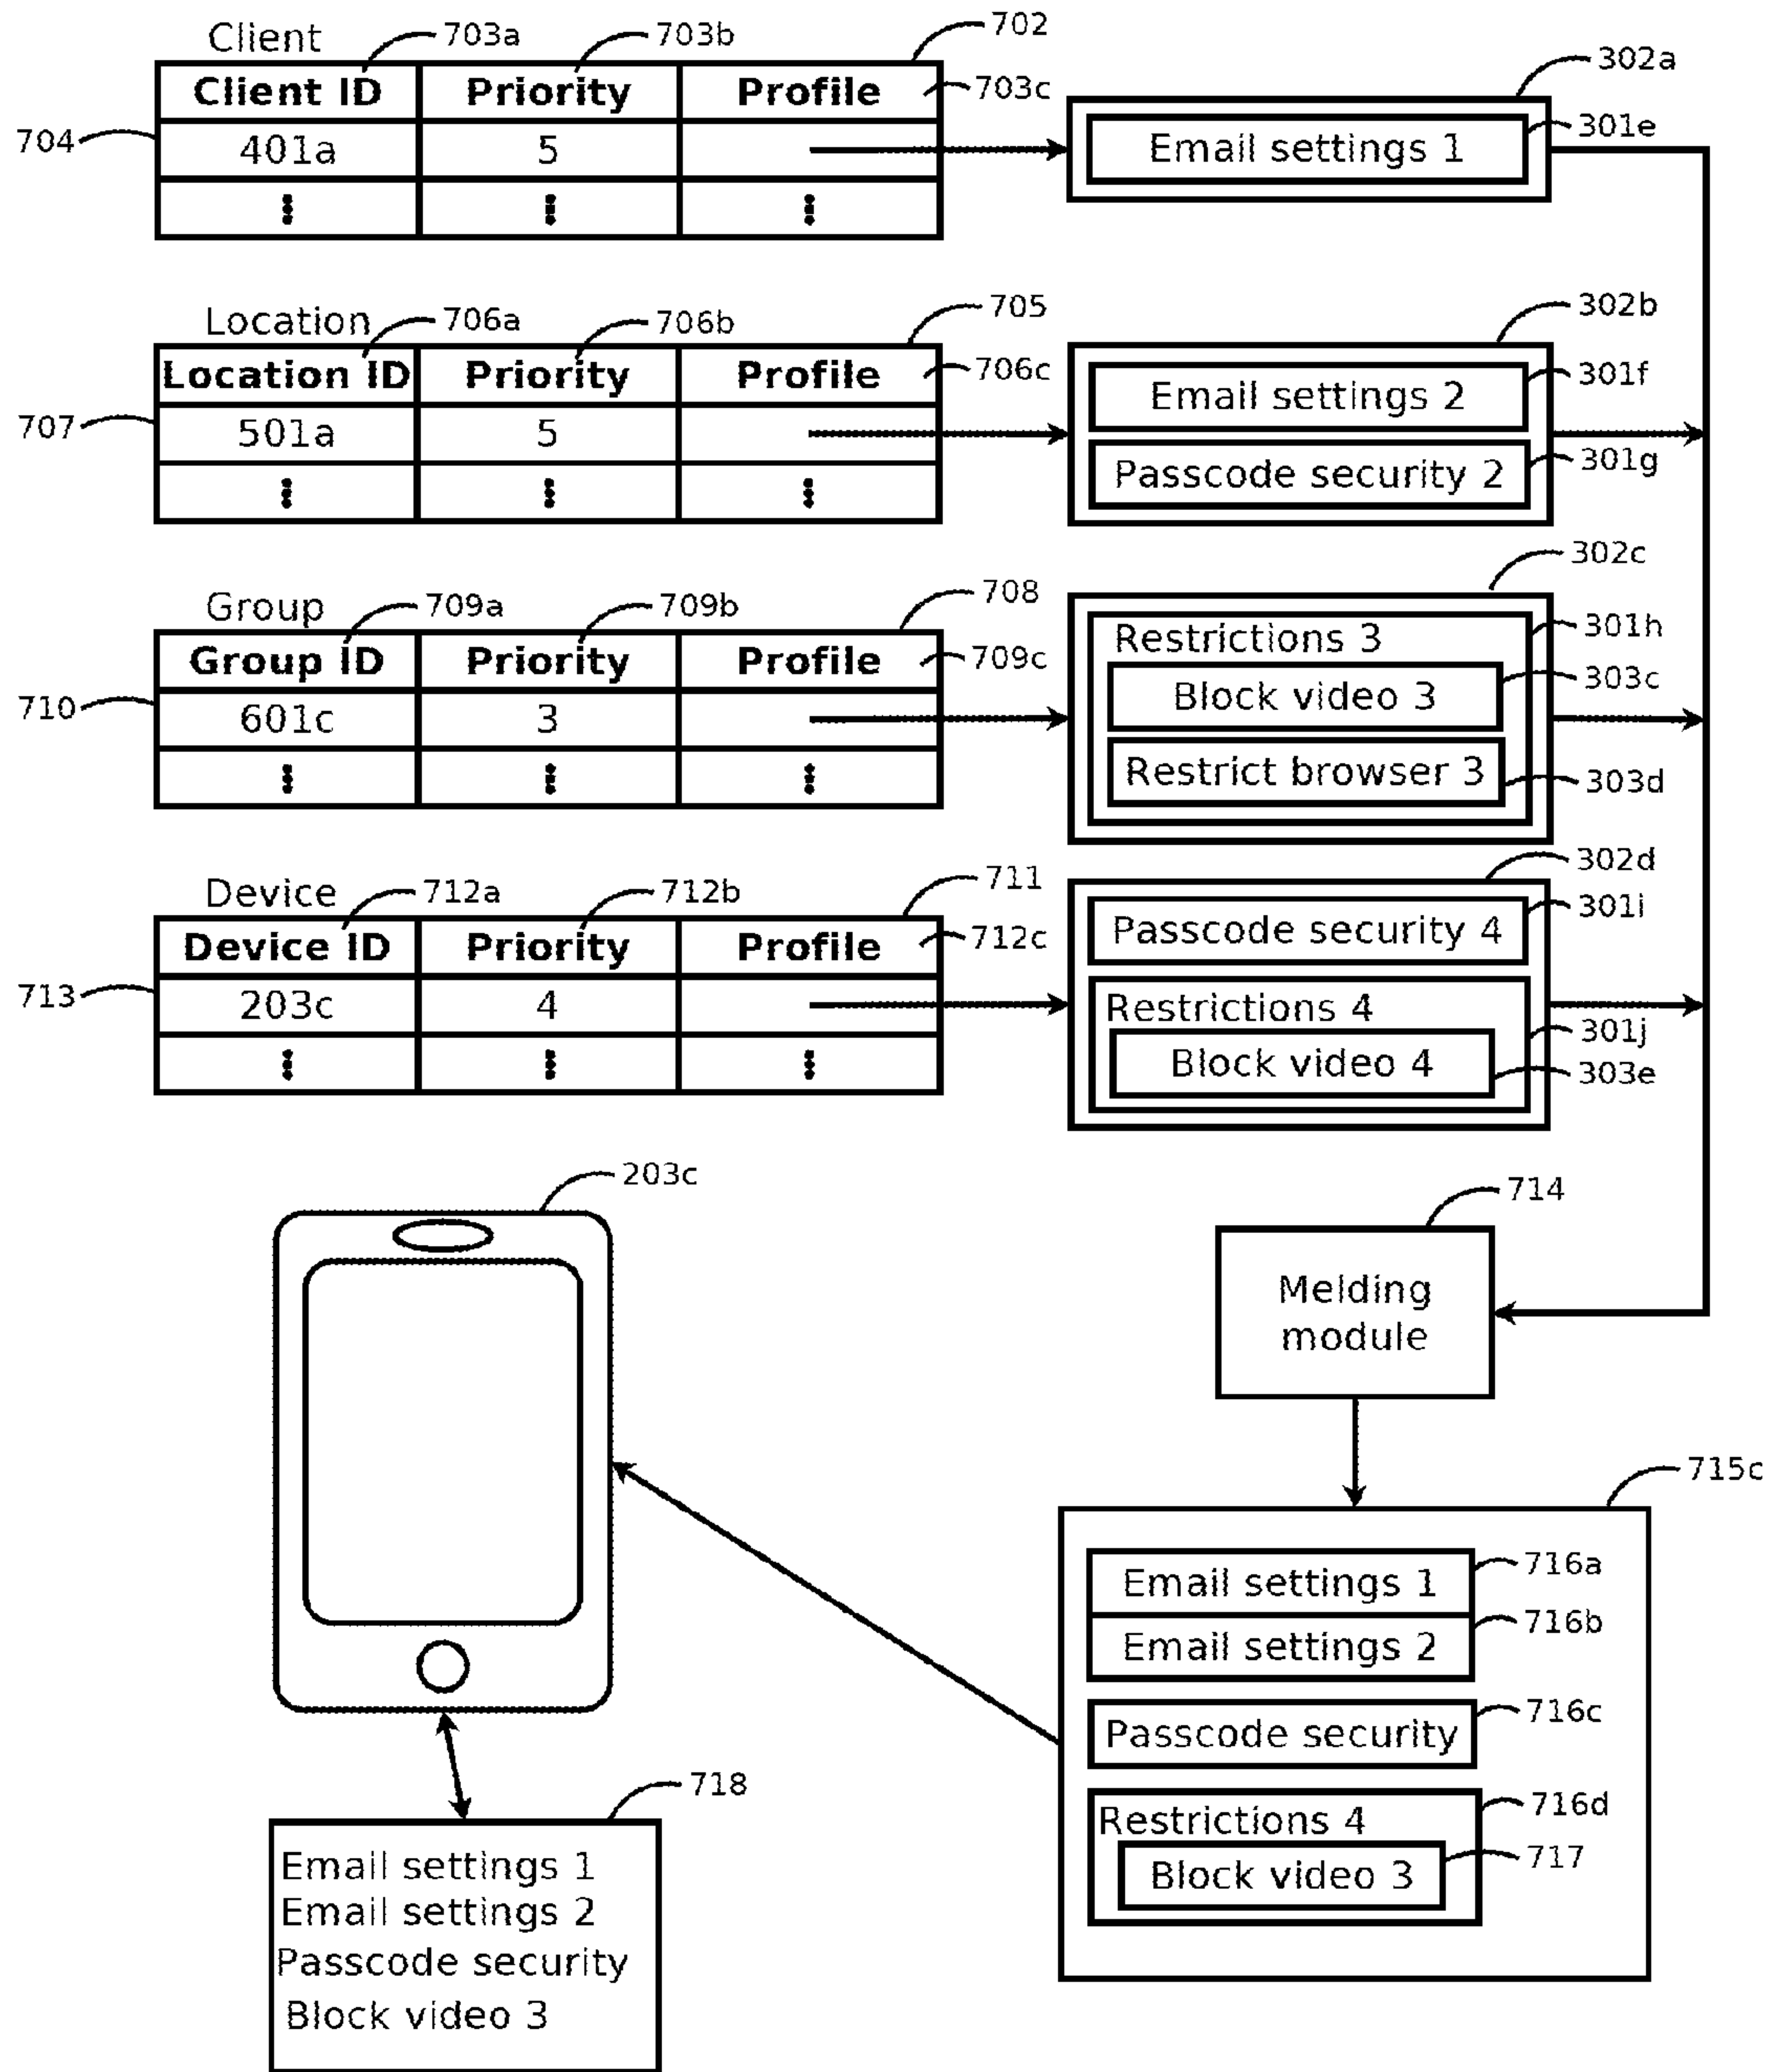 Client 703a 703b 702
Client ID Priority Profile 703c
704 401a 5
302a
301e
Email settings 1
Location 706a 706b 705
Location ID Priority Profile 706c
707 501a 5
302b
Email settings 2 301f
Passcode security 2 301g
Group 709a 709b 708
Group ID Priority Profile 709c
710 601c 3
302c
Restrictions 3 301h
Block video 3 303c
Restrict browser 3 303d
Device 712a 712b 711
Device ID Priority Profile 712c
713 203c 4
302d
Passcode security 4 301i
Restrictions 4 301j
Block video 4 303e
203c
714
Melding
module
715c
Email settings 1 716a
Email settings 2 716b
Passcode security 716c
Restrictions 4 716d
Block video 3 717
718
Email settings 1
Email settings 2
Passcode security
Block video 3